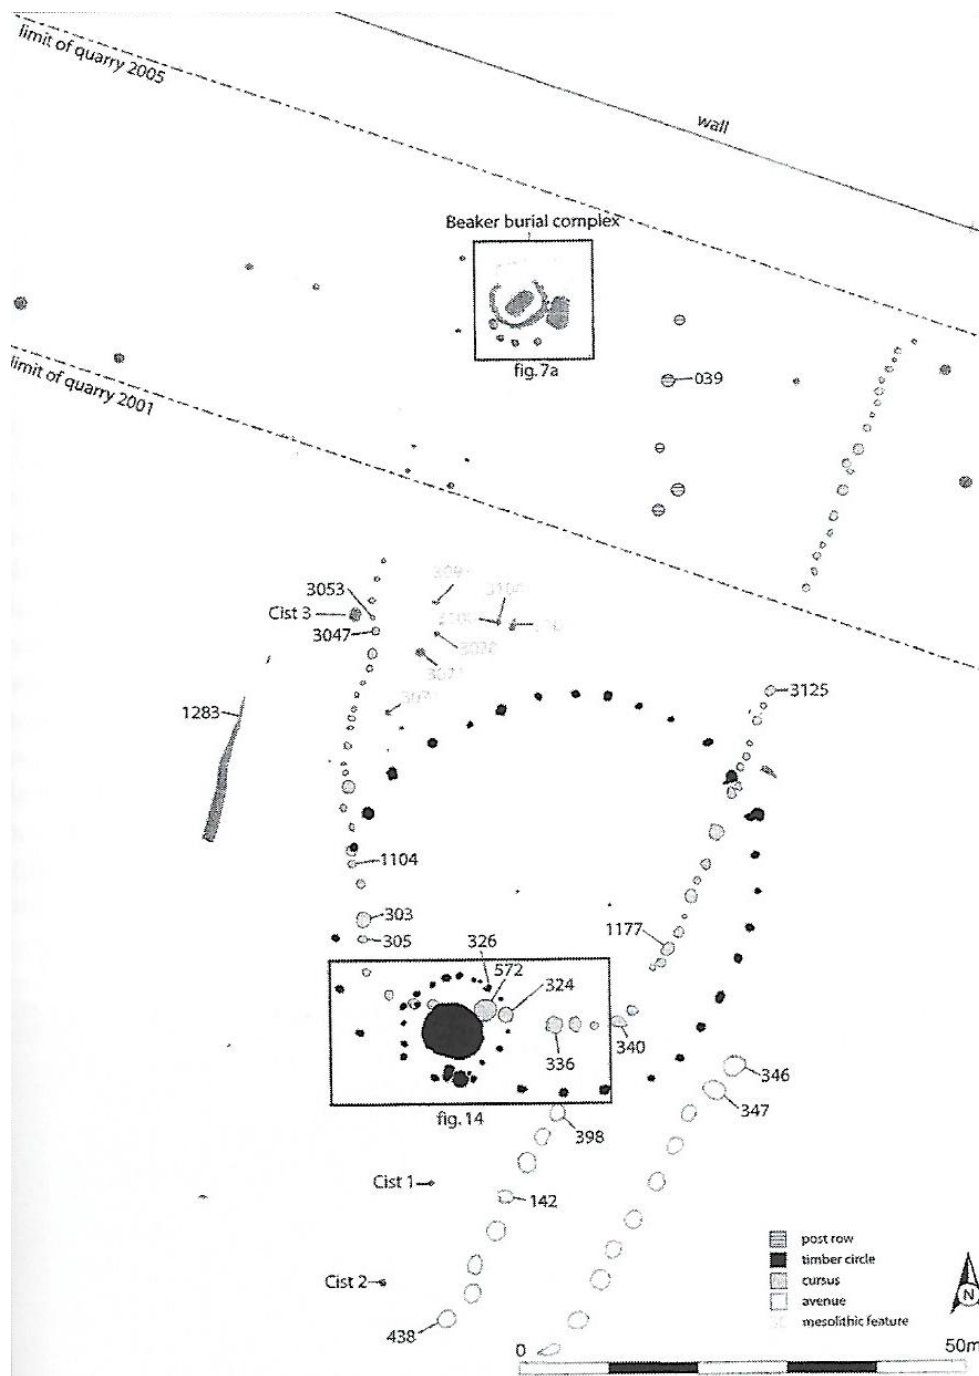 limit of quarry 2005
wall
Beaker burial complex
fig.7a
039
limit of quarry 2001
3053
Cist 3
3047
1283
3125
1104
303
305
326
572
324
1177
336
340
346
347
fig.14
398
Cist 1
142
Cist 2
438
post row
timber circle
cursus
avenue
mesolithic feature
N
0
50m